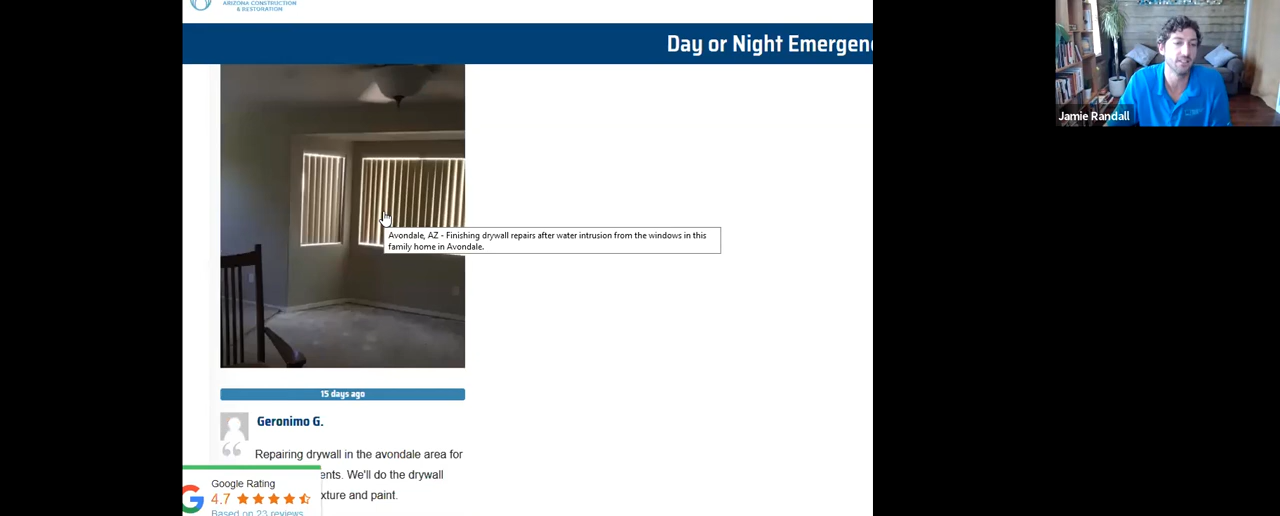 ARIZONA CONSTRUCTION
& RESTORATION
Day or Night Emergenc
Jamie Randall
Avondale, AZ - Finishing drywall repairs after water intrusion from the windows in this
family home in Avondale.
15 days ago
Geronimo G.
Repairing drywall in the avondale area for
ents. We'll do the drywall
xture and paint.
Google Rating
4.7
Based on 23 reviews